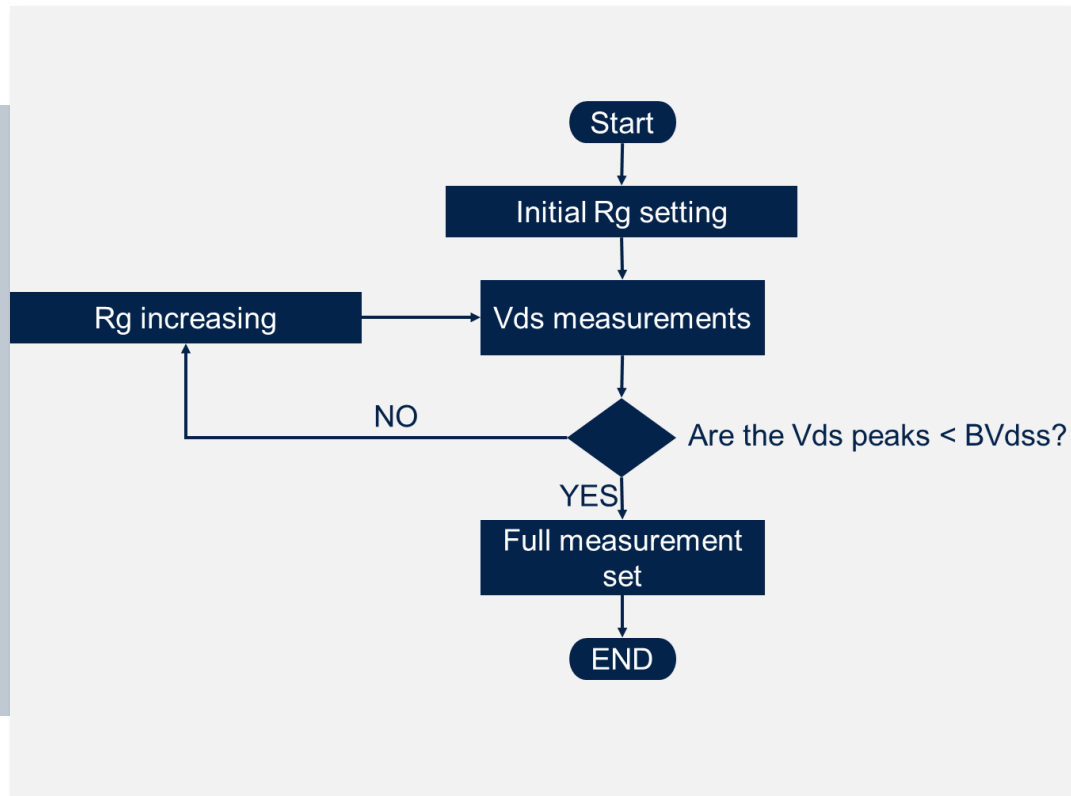 Start
Initial Rg setting
Rg increasing
Vds measurements
NO
Are the Vds peaks < BVdss?
YES
Full measurement
set
END